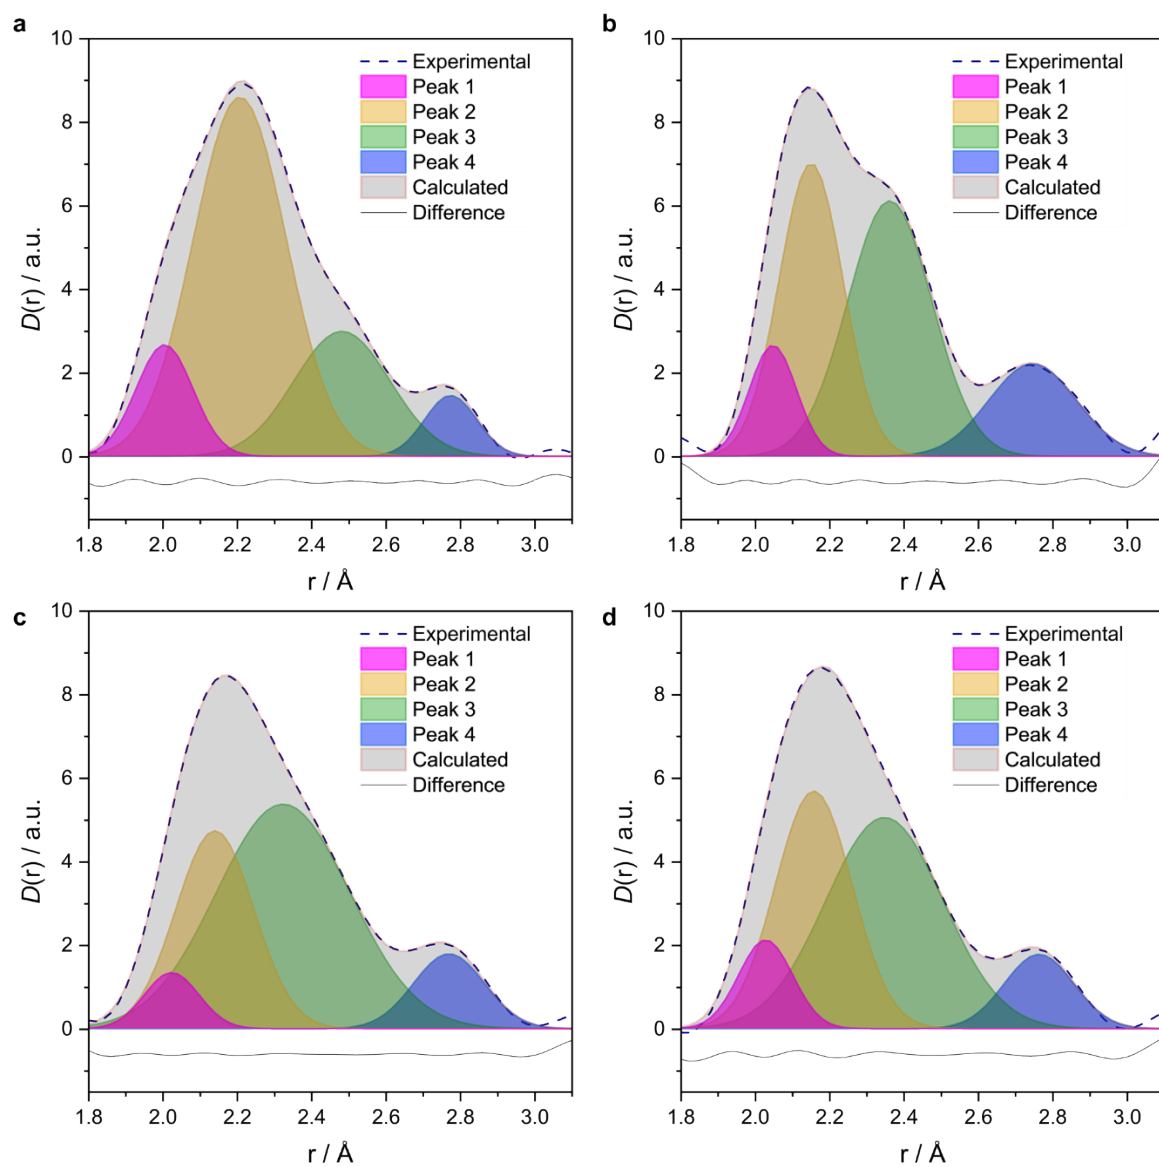 a
10
8
6
4
2
0
D(r) / a.u.
Experimental
Peak 1
Peak 2
Peak 3
Peak 4
Calculated
Difference
1.8 2.0 2.2 2.4 2.6 2.8 3.0
r / Å
b
10
8
6
4
2
0
D(r) / a.u.
Experimental
Peak 1
Peak 2
Peak 3
Peak 4
Calculated
Difference
1.8 2.0 2.2 2.4 2.6 2.8 3.0
r / Å
c
10
8
6
4
2
0
D(r) / a.u.
Experimental
Peak 1
Peak 2
Peak 3
Peak 4
Calculated
Difference
1.8 2.0 2.2 2.4 2.6 2.8 3.0
r / Å
d
10
8
6
4
2
0
D(r) / a.u.
Experimental
Peak 1
Peak 2
Peak 3
Peak 4
Calculated
Difference
1.8 2.0 2.2 2.4 2.6 2.8 3.0
r / Å